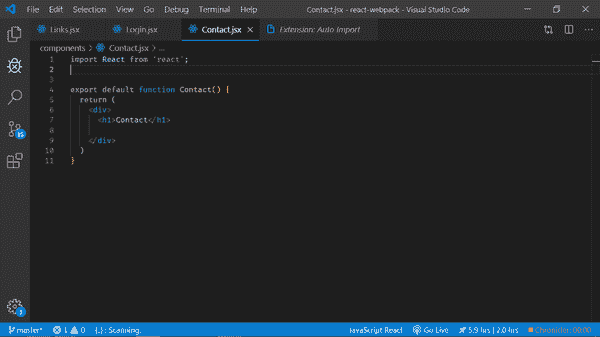 File Edit Selection View Go Debug Terminal Help Contact.jsx - react-webpack - Visual Studio Code
Links.jsx Login.jsx Contact.jsx Extension: Auto Import
components > Contact.jsx > ...
1 import React from 'react';
2
3
4 export default function Contact() {
5 return (
6 <div>
7 <h1>Contact</h1>
8
9 </div>
10 )
11 }
master* 1 0 {..}: Scanning. JavaScript React Go Live 5.9 hrs | 2.0 hrs Chronicler: 00:00